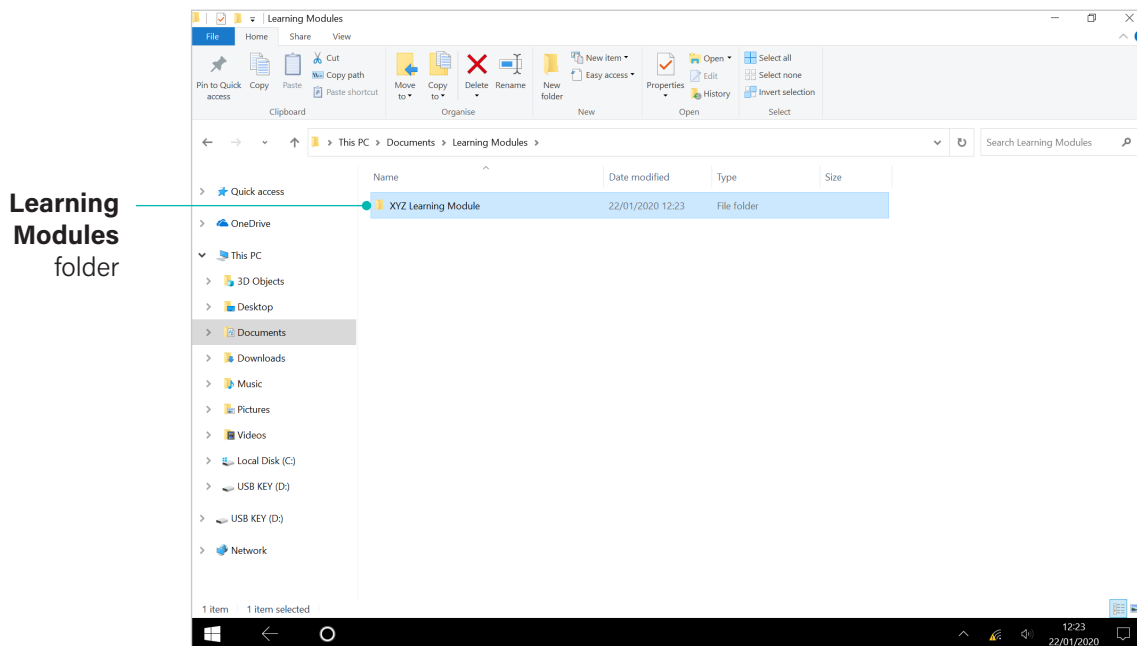 Learning Modules
File Home Share View
Pin to Quick access
Copy
Paste
Cut
Copy path
Paste shortcut
Clipboard
Move to
Copy to
Delete
Rename
Organise
New folder
New item
Easy access
New
Properties
Open
Edit
History
Open
Select all
Select none
Invert selection
Select
This PC > Documents > Learning Modules >
Search Learning Modules
Name Date modified Type Size
XYZ Learning Module 22/01/2020 12:23 File folder
Learning
Modules
folder
Quick access
OneDrive
This PC
3D Objects
Desktop
Documents
Downloads
Music
Pictures
Videos
Local Disk (C:)
USB KEY (D:)
USB KEY (D:)
Network
1 item 1 item selected
12:23
22/01/2020